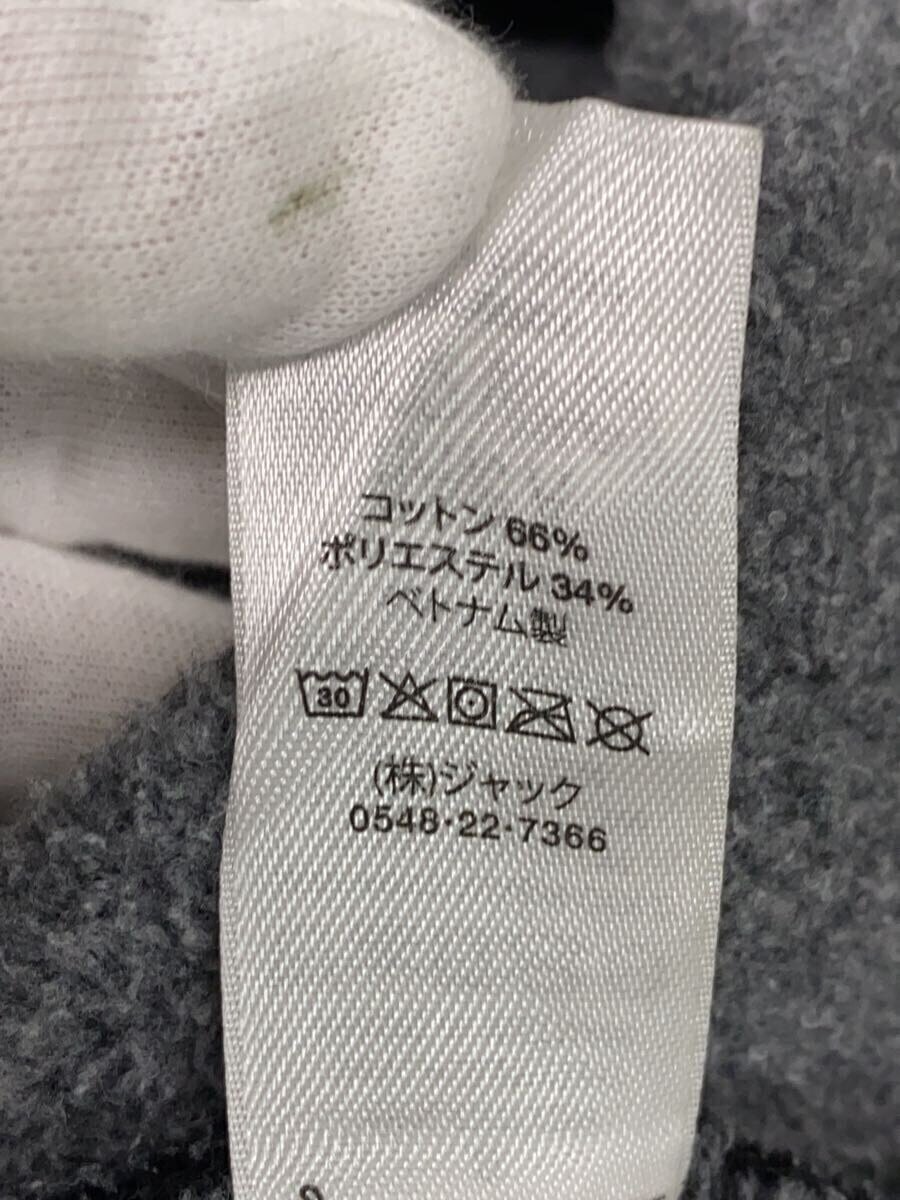 コットン 66%
ポリエステル 34%
ベトナム製
30
(株)ジャック
0548・22・7366